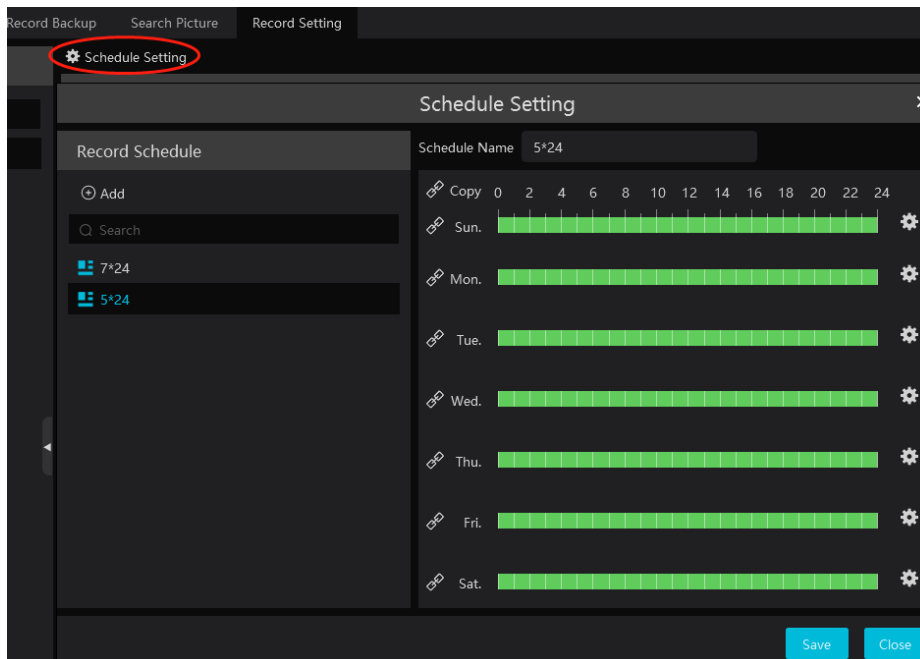 Record Backup Search Picture Record Setting
Schedule Setting
Schedule Setting
Record Schedule
Add
Search
7*24
5*24
Schedule Name 5*24
Copy 0 2 4 6 8 10 12 14 16 18 20 22 24
Sun.
Mon.
Tue.
Wed.
Thu.
Fri.
Sat.
Save Close